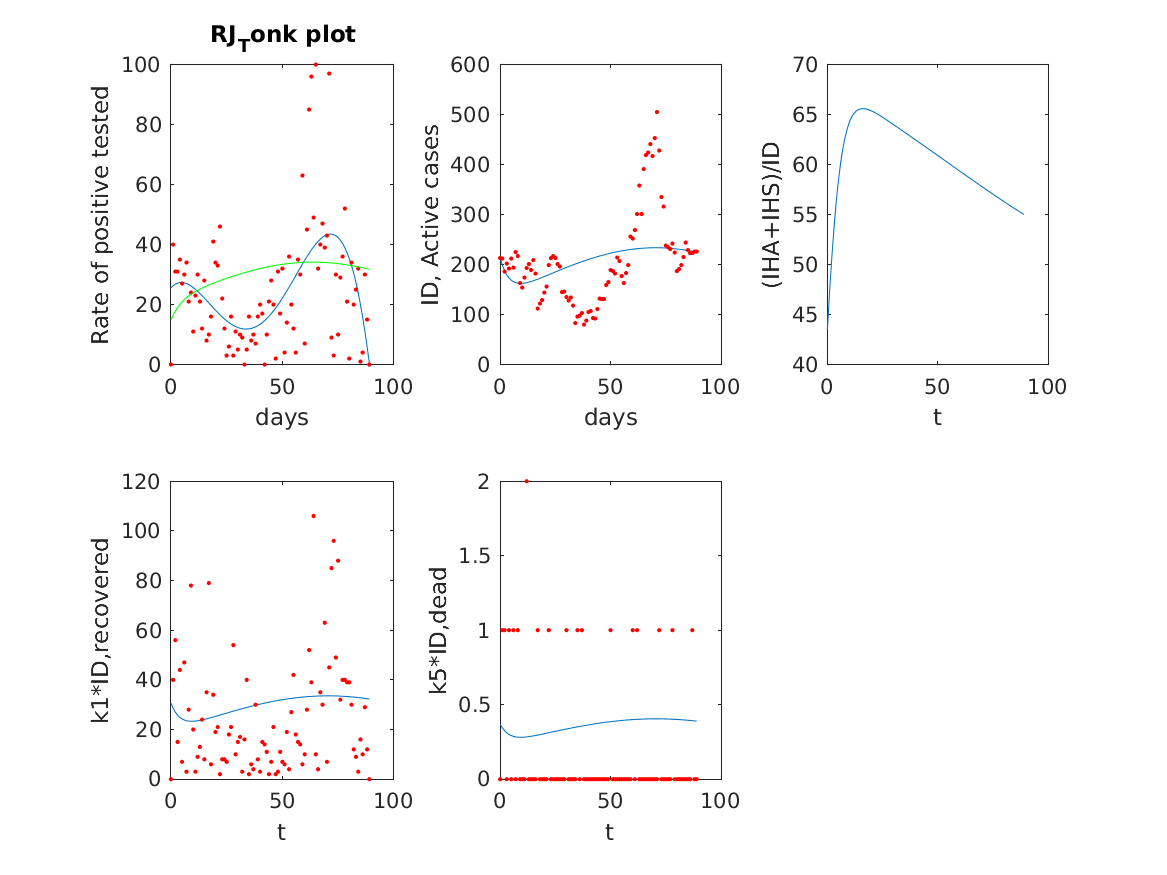 RJ_Tonk plot
100
80
60
40
20
0
Rate of positive tested
0 50 100
days
600
500
400
300
200
100
0
ID, Active cases
0 50 100
days
70
65
60
55
50
45
40
(IHA+IHS)/ID
0 50 100
t
120
100
80
60
40
20
0
k1*ID,recovered
0 50 100
t
2
1.5
1
0.5
0
k5*ID,dead
0 50 100
t